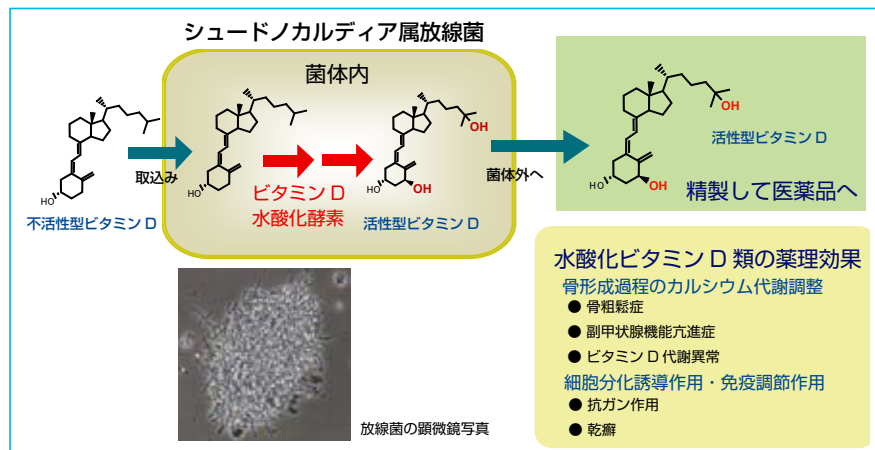 シュードノカルディア属放線菌
菌体内
取込み
HO
不活性型ビタミン D
HO
ビタミン D
水酸化酵素
OH
OH
HO
活性型ビタミン D
菌体外へ
OH
OH
HO
活性型ビタミン D
精製して医薬品へ
放線菌の顕微鏡写真
水酸化ビタミン D 類の薬理効果
骨形成過程のカルシウム代謝調整
● 骨粗鬆症
● 副甲状腺機能亢進症
● ビタミン D 代謝異常
細胞分化誘導作用・免疫調節作用
● 抗ガン作用
● 乾癬